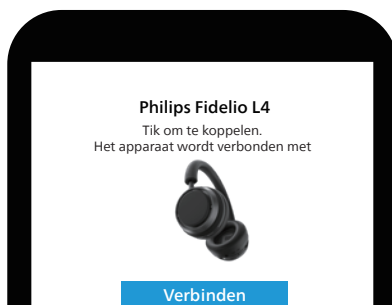 Philips Fidelio L4
Tik om te koppelen.
Het apparaat wordt verbonden met
Verbinden